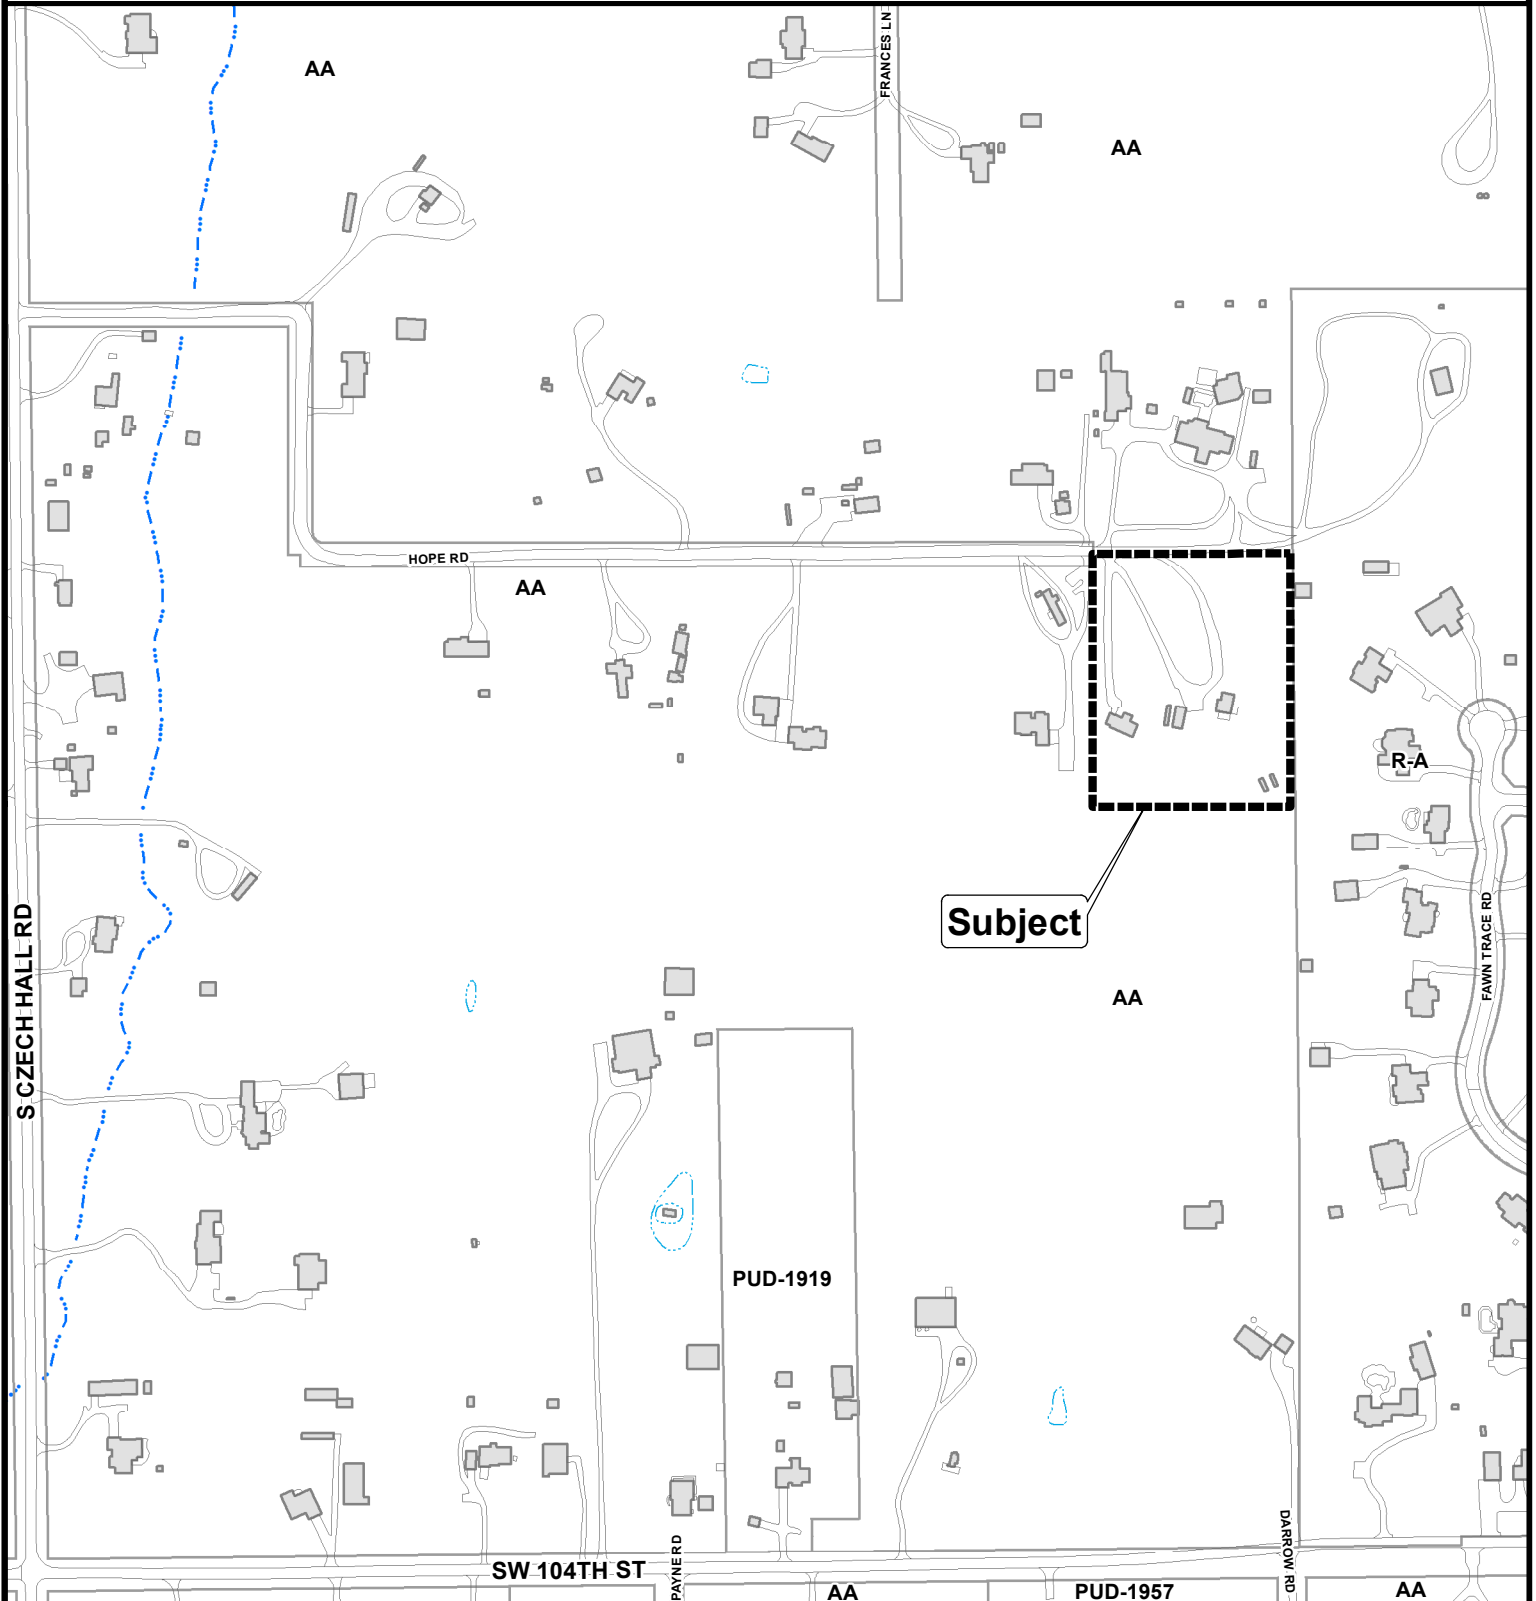 FRANCES LN
AA
AA
HOPE RD
AA
R-A
Subject
S CZECH HALL RD
FAWN TRACE RD
AA
PUD-1919
DARROW RD
SW 104TH ST
PAYNE RD
AA
PUD-1957
AA